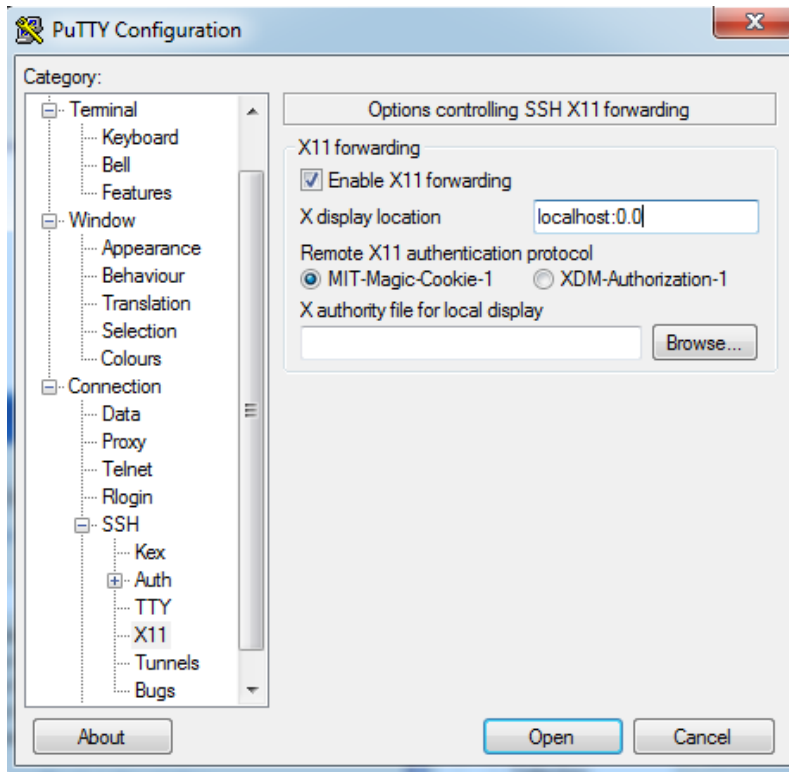 PuTTY Configuration
Category:
Terminal
Keyboard
Bell
Features
Window
Appearance
Behaviour
Translation
Selection
Colours
Connection
Data
Proxy
Telnet
Rlogin
SSH
Kex
Auth
TTY
X11
Tunnels
Bugs
Options controlling SSH X11 forwarding
X11 forwarding
Enable X11 forwarding
X display location localhost:0.0
Remote X11 authentication protocol
MIT-Magic-Cookie-1 XDM-Authorization-1
X authority file for local display
Browse...
About Open Cancel